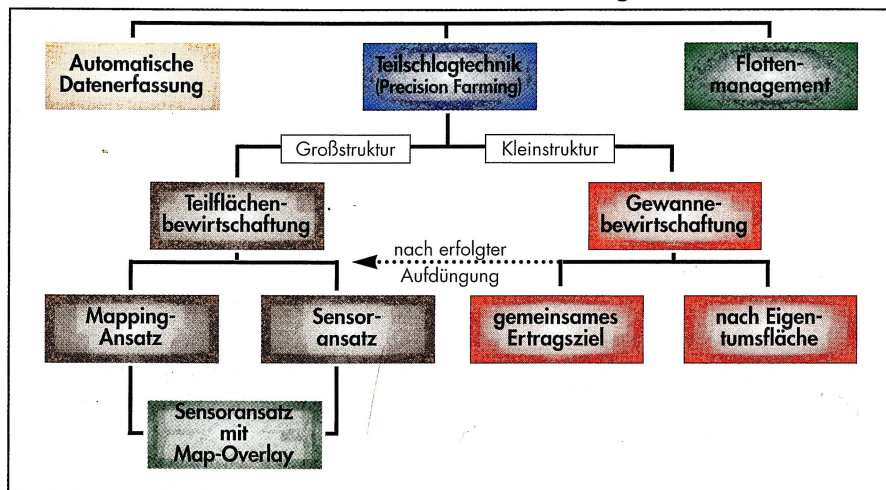 Automatische
Datenerfassung
Teilschlagtechnik
(Precision Farming)
Flotten-
management
Großstruktur
Kleinstruktur
Teilflächen-
bewirtschaftung
Gewanne-
bewirtschaftung
nach erfolgter
Aufdüngung
Mapping-
Ansatz
Sensor-
ansatz
gemeinsames
Ertragsziel
nach Eigen-
tumsfläche
Sensoransatz
mit
Map-Overlay